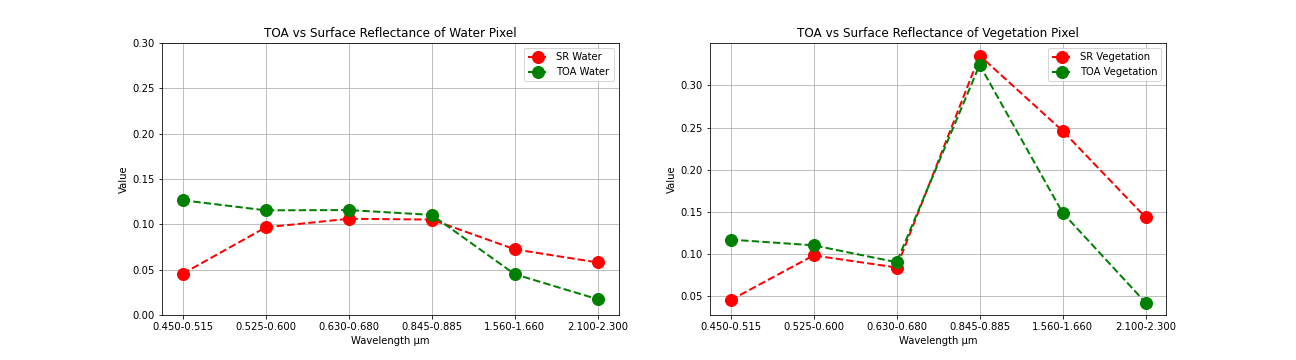 TOA vs Surface Reflectance of Water Pixel
0.30
0.25
0.20
0.15
0.10
0.05
0.00
Value
SR Water
TOA Water
0.450-0.515 0.525-0.600 0.630-0.680 0.845-0.885 1.560-1.660 2.100-2.300
Wavelength μm
TOA vs Surface Reflectance of Vegetation Pixel
0.30
0.25
0.20
0.15
0.10
0.05
Value
SR Vegetation
TOA Vegetation
0.450-0.515 0.525-0.600 0.630-0.680 0.845-0.885 1.560-1.660 2.100-2.300
Wavelength μm